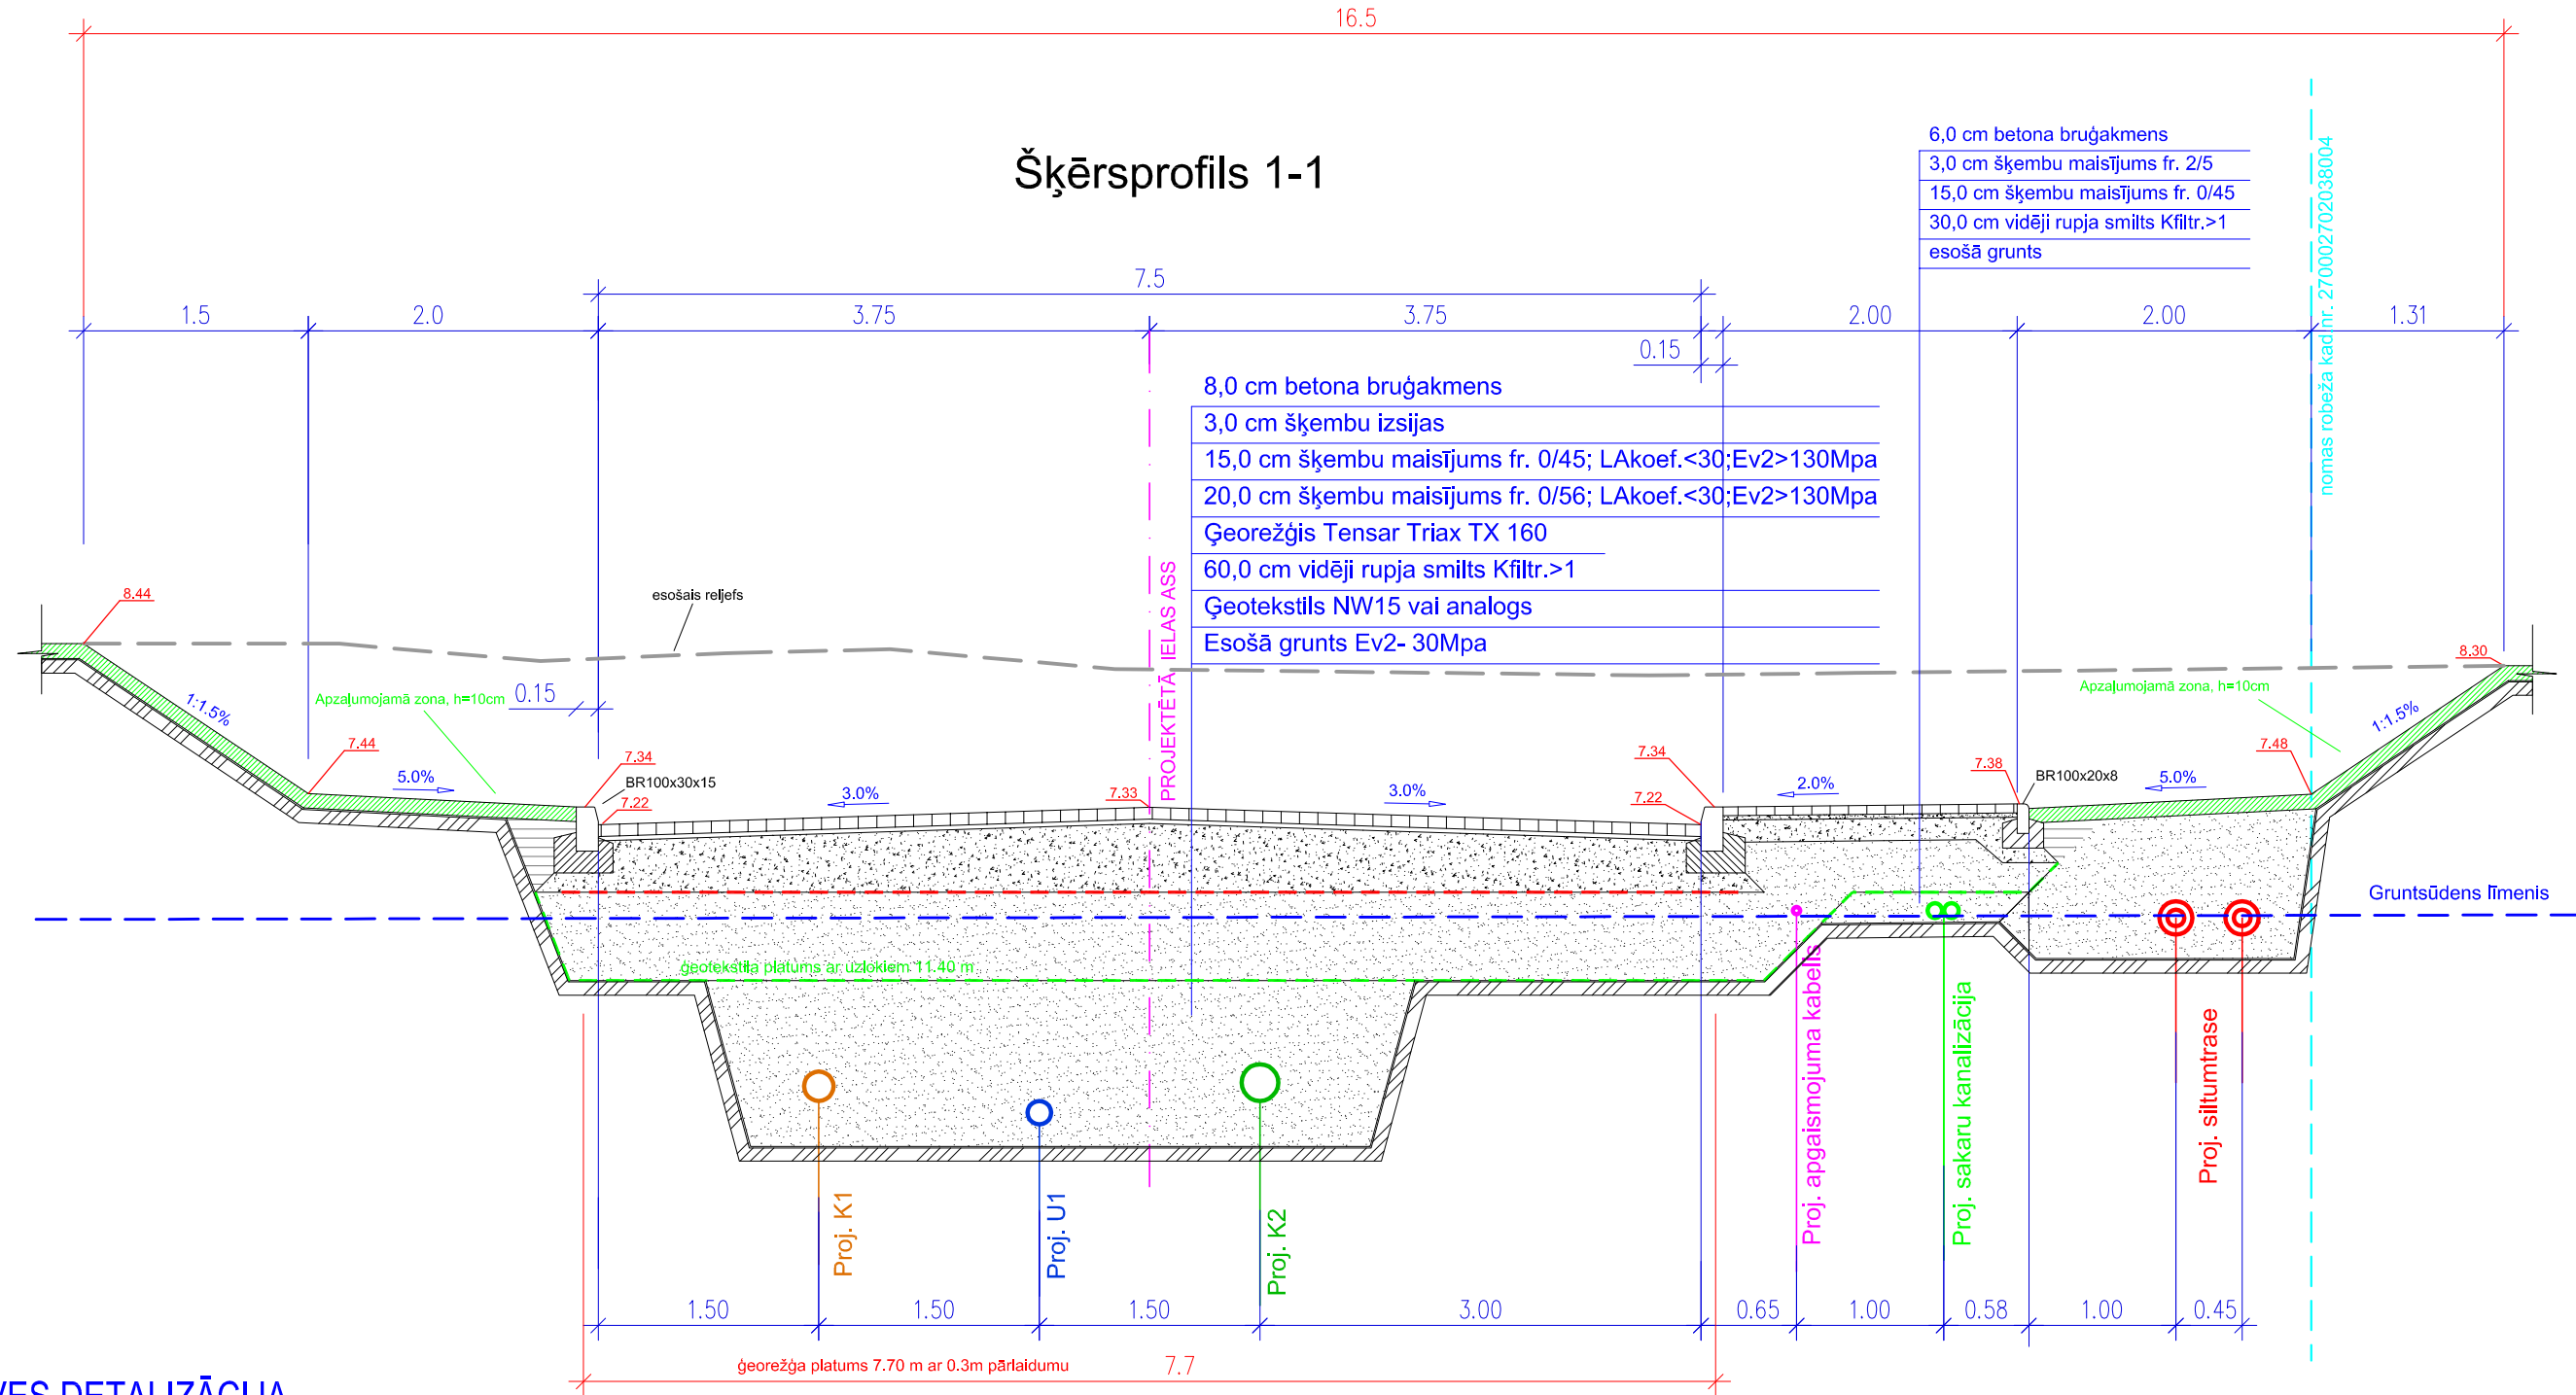 16.5
Šķērsprofils 1-1
6,0 cm betona bruģakmens
3,0 cm šķembu maisījums fr. 2/5
15,0 cm šķembu maisījums fr. 0/45
30,0 cm vidēji rupja smilts Kfiltr.>1
esošā grunts
nomas robeža kad.nr. 270002702038004
7.5
1.5
2.0
3.75
3.75
2.00
2.00
1.31
0.15
8,0 cm betona bruģakmens
3,0 cm šķembu izsijas
15,0 cm šķembu maisījums fr. 0/45; LAkoef.<30;Ev2>130Mpa
20,0 cm šķembu maisījums fr. 0/56; LAkoef.<30;Ev2>130Mpa
Ģeorežģis Tensar Triax TX 160
60,0 cm vidēji rupja smilts Kfiltr.>1
Ģeotekstils NW15 vai analogs
Esošā grunts Ev2- 30Mpa
PROJEKTĒTĀ IELAS ASS
8.44
esošais reljefs
8.30
1:1.5%
Apzaļumojamā zona, h=10cm
0.15
Apzaļumojamā zona, h=10cm
1:1.5%
7.44
7.34
7.34
7.48
5.0%
BR100x30x15
7.22
3.0%
7.33
3.0%
7.22
2.0%
7.38
BR100x20x8
5.0%
Gruntsūdens līmenis
ģeotekstila platums ar uzlokiem 11.40 m
Proj. K1
Proj. U1
Proj. K2
Proj. apgaismojuma kabelis
Proj. sakaru kanalizācija
Proj. siltumtrase
1.50
1.50
1.50
3.00
0.65
1.00
0.58
1.00
0.45
ģeorežģa platums 7.70 m ar 0.3m pārlaidumu
7.7
DETALIZĀCIJA